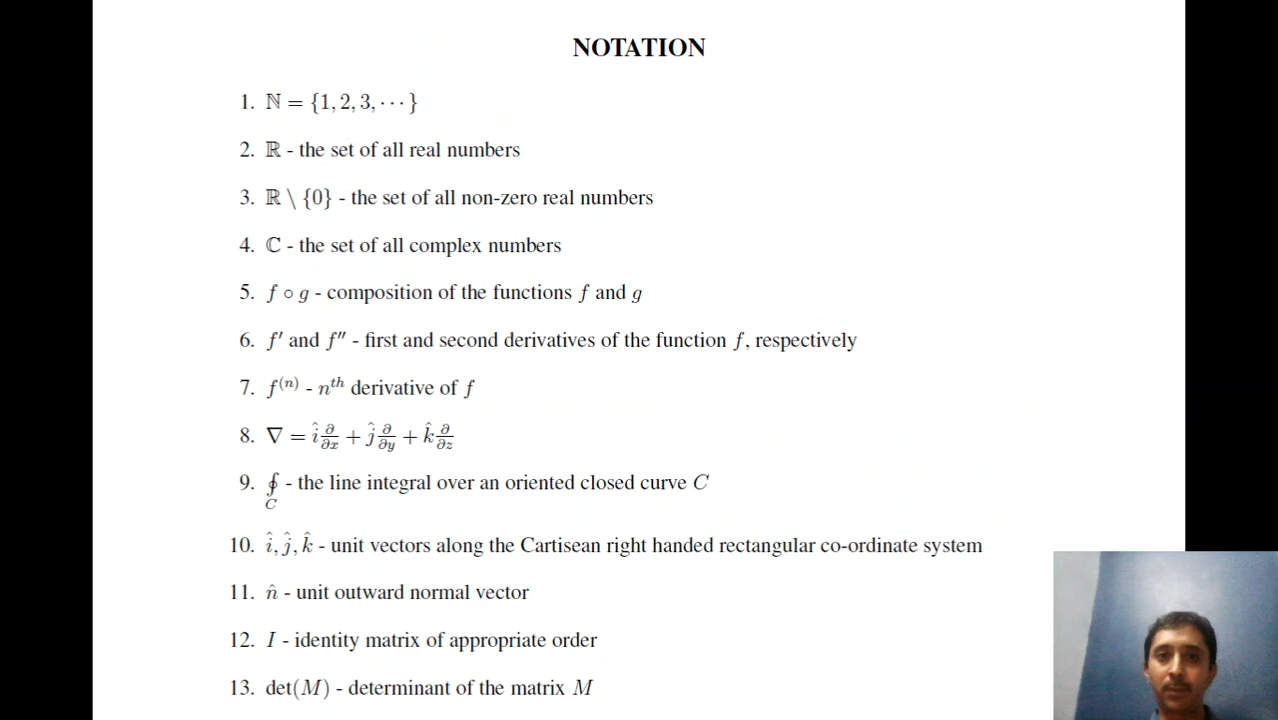 NOTATION
1. ℕ = {1, 2, 3, ⋯}
2. ℝ - the set of all real numbers
3. ℝ \ {0} - the set of all non-zero real numbers
4. ℂ - the set of all complex numbers
5. f ∘ g - composition of the functions f and g
6. f′ and f″ - first and second derivatives of the function f, respectively
7. f⁽ⁿ⁾ - nᵗʰ derivative of f
8. ∇ = î ∂/∂x + ĵ ∂/∂y + k̂ ∂/∂z
9. ∮_C - the line integral over an oriented closed curve C
10. î, ĵ, k̂ - unit vectors along the Cartisean right handed rectangular co-ordinate system
11. n̂ - unit outward normal vector
12. I - identity matrix of appropriate order
13. det(M) - determinant of the matrix M